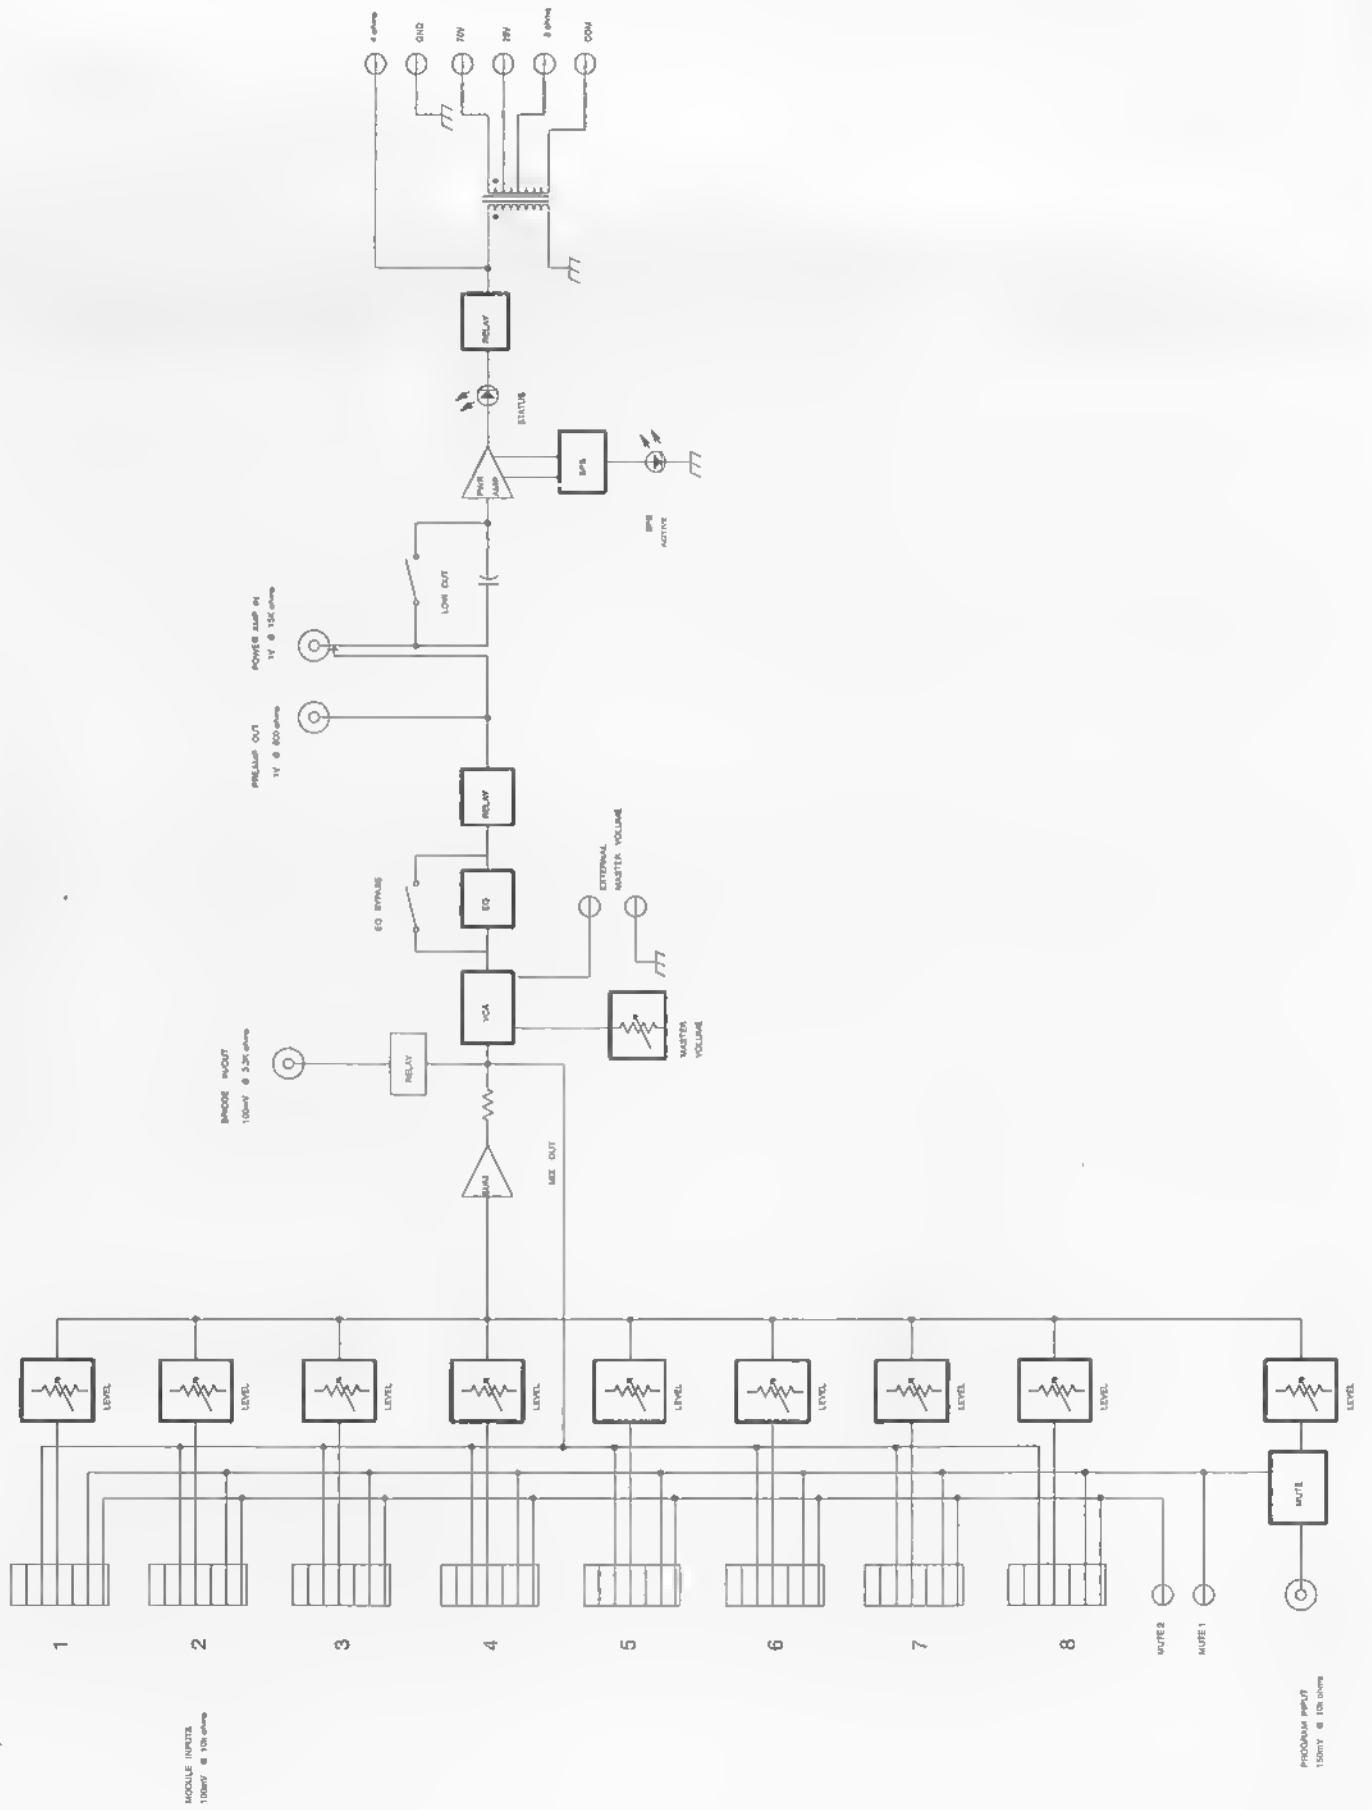 4 ohms
GND
70V
25V
8 ohms
COM
RELAY
STATUS
PWR
AMP
SPS
SPS
ACTIVE
LOW CUT
POWER AMP IN
1V @ 15K ohms
PREAMP OUT
1V @ 600 ohms
RELAY
EQ BYPASS
EQ
EXTERNAL
MASTER VOLUME
VCA
MASTER
VOLUME
BRIDGE IN/OUT
100mV @ 3.3K ohms
RELAY
SUM
MIX OUT
LEVEL
LEVEL
LEVEL
LEVEL
LEVEL
LEVEL
LEVEL
LEVEL
LEVEL
MUTE
1
2
3
4
5
6
7
8
MUTE 2
MUTE 1
MODULE INPUTS
100mV @ 10k ohms
PROGRAM INPUT
150mV @ 10k ohms